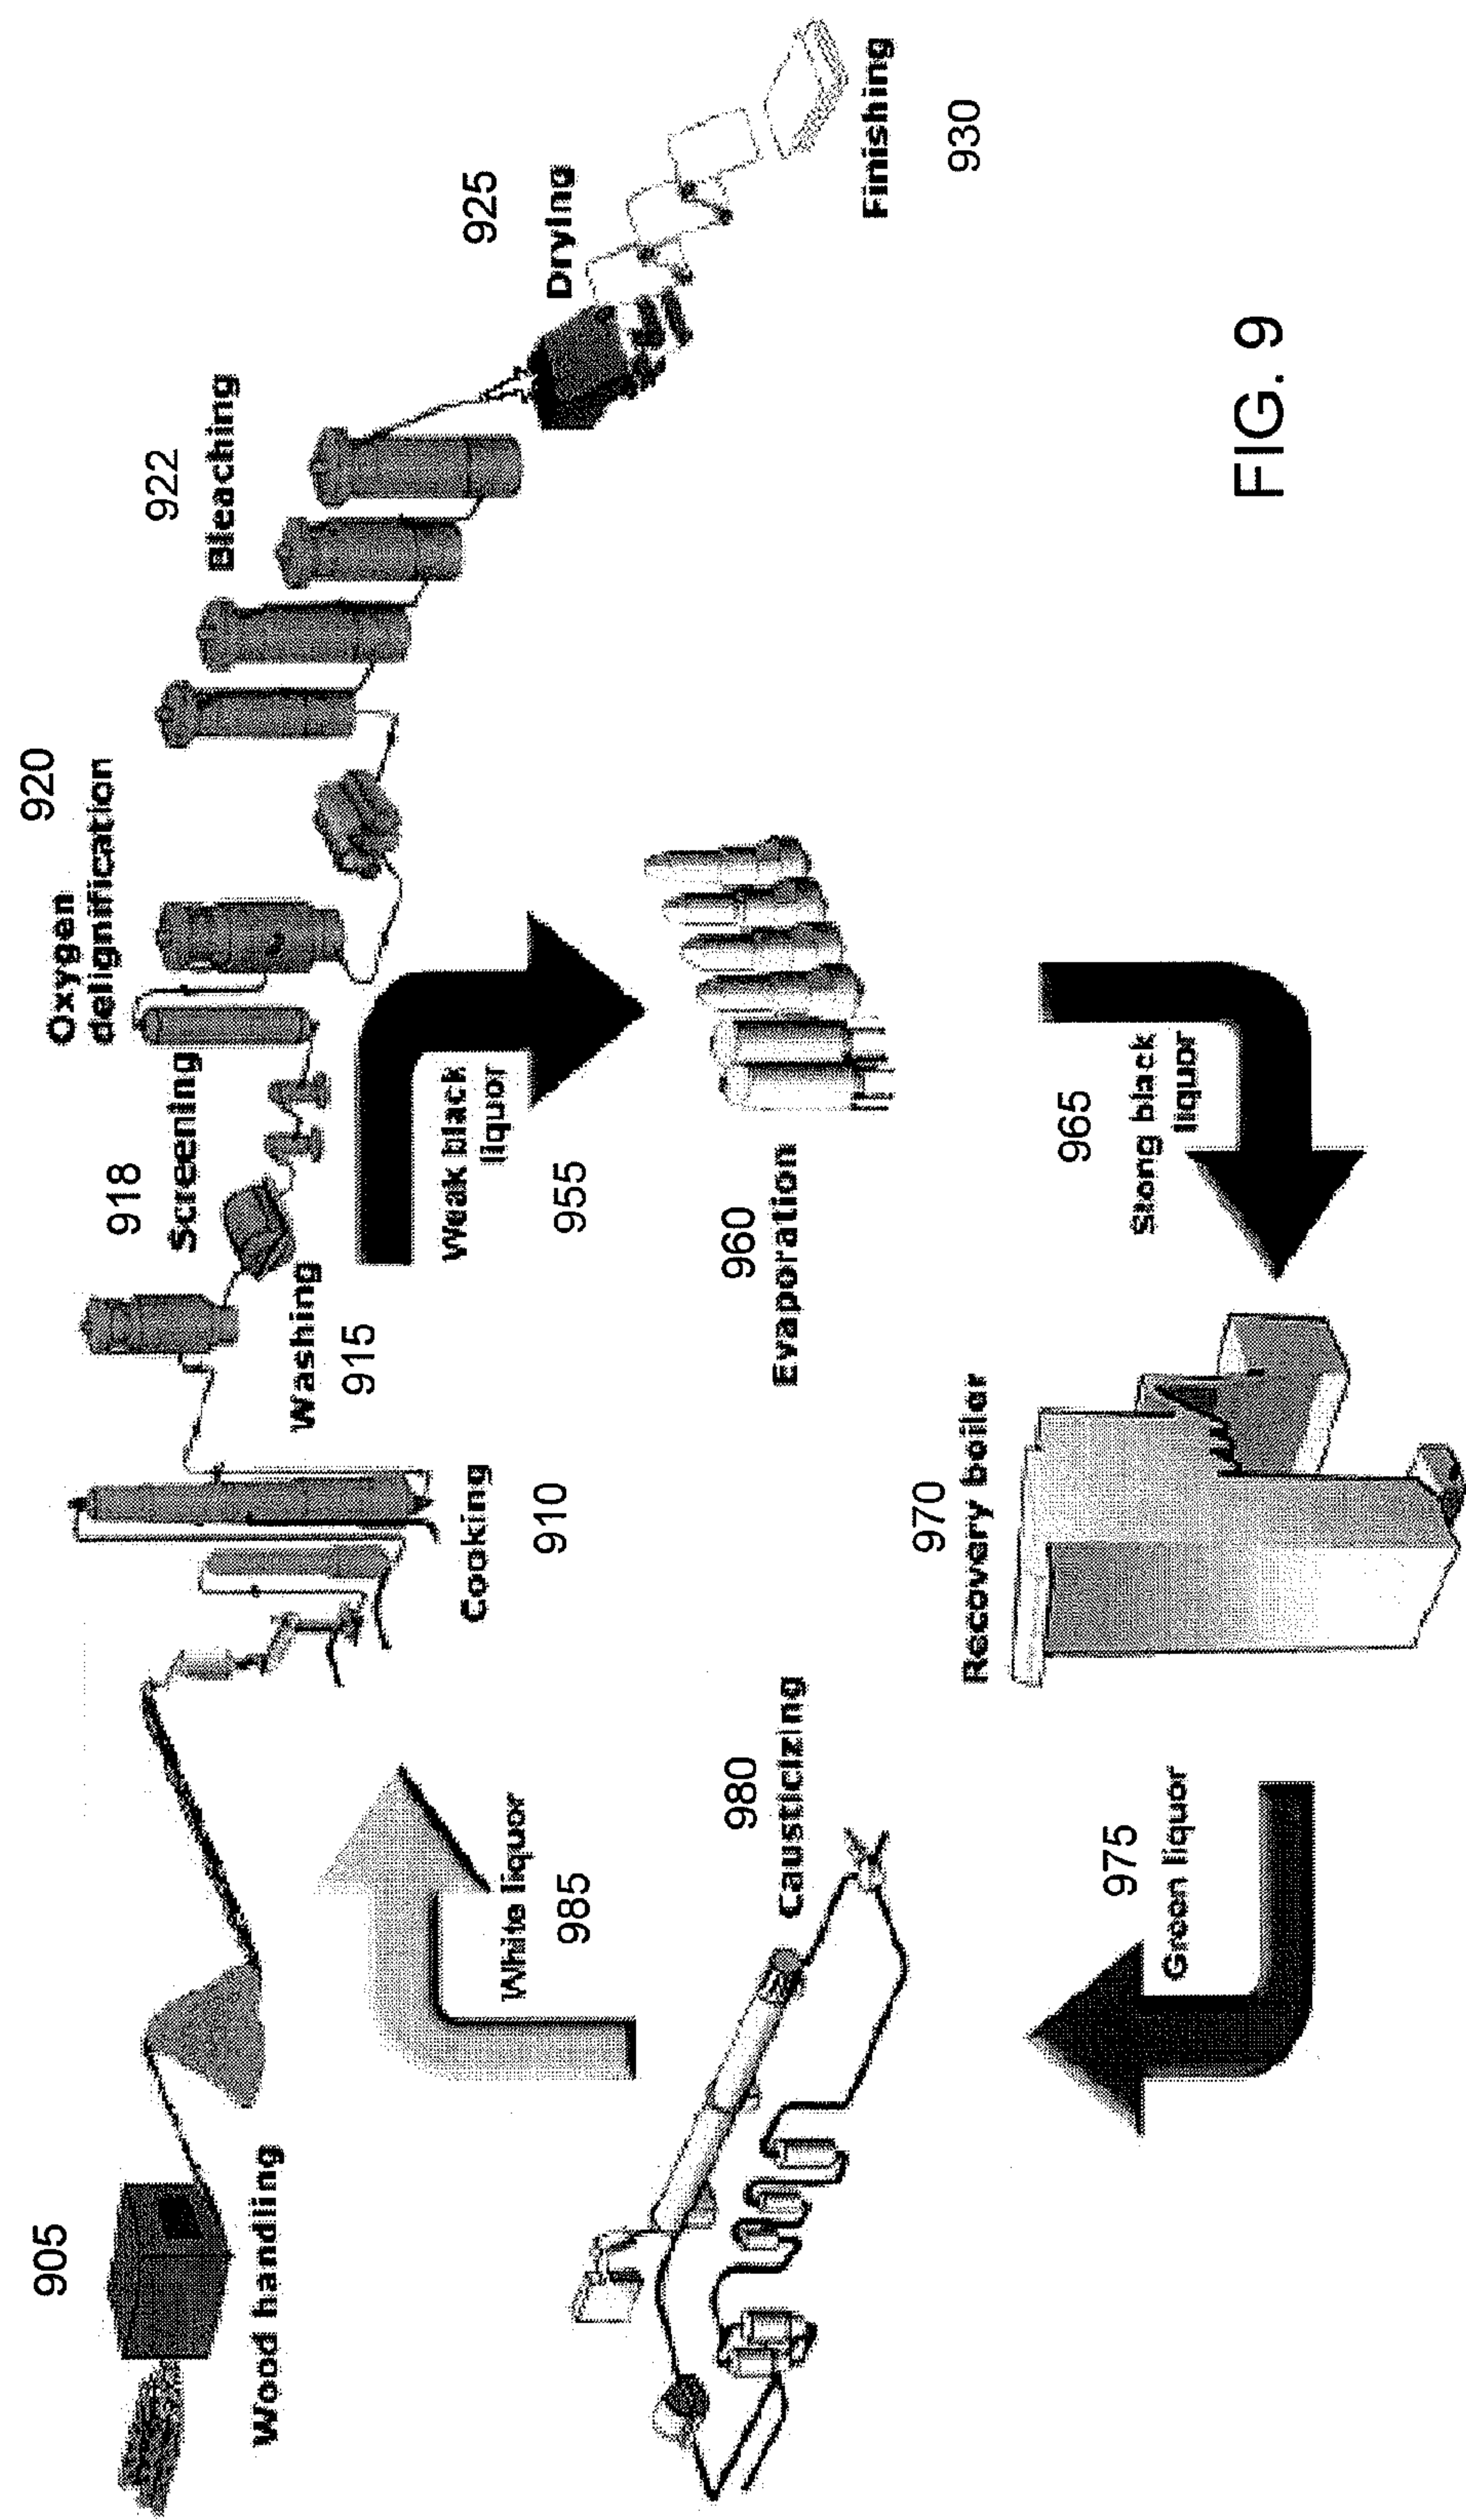 905
Wood handling
Cooking
910
Washing
915
918
Screening
920
Oxygen
delignification
922
Bleaching
925
Drying
Finishing
930
White liquor
985
Weak black
liquor
955
980
Causticizing
960
Evaporation
975
Green liquor
970
Recovery boiler
965
Strong black
liquor
FIG. 9